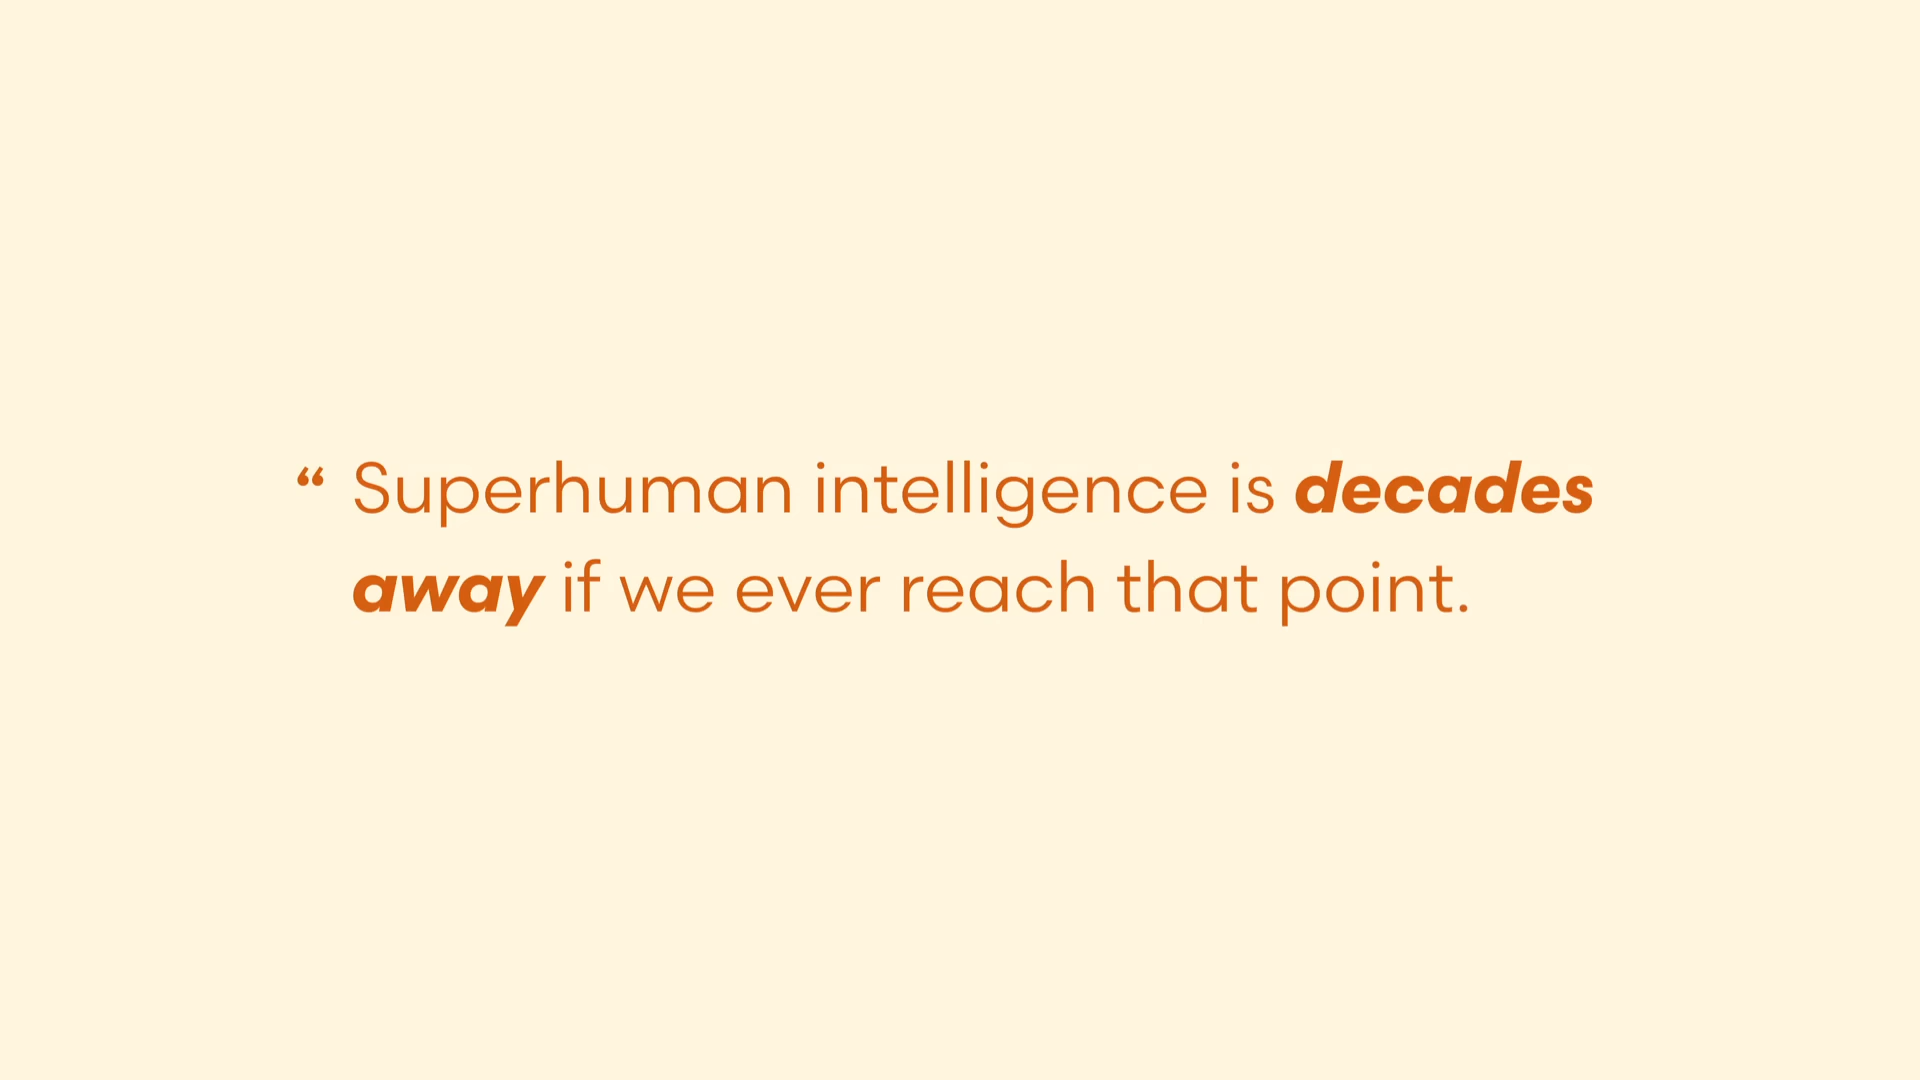 “ Superhuman intelligence is decades
away if we ever reach that point.